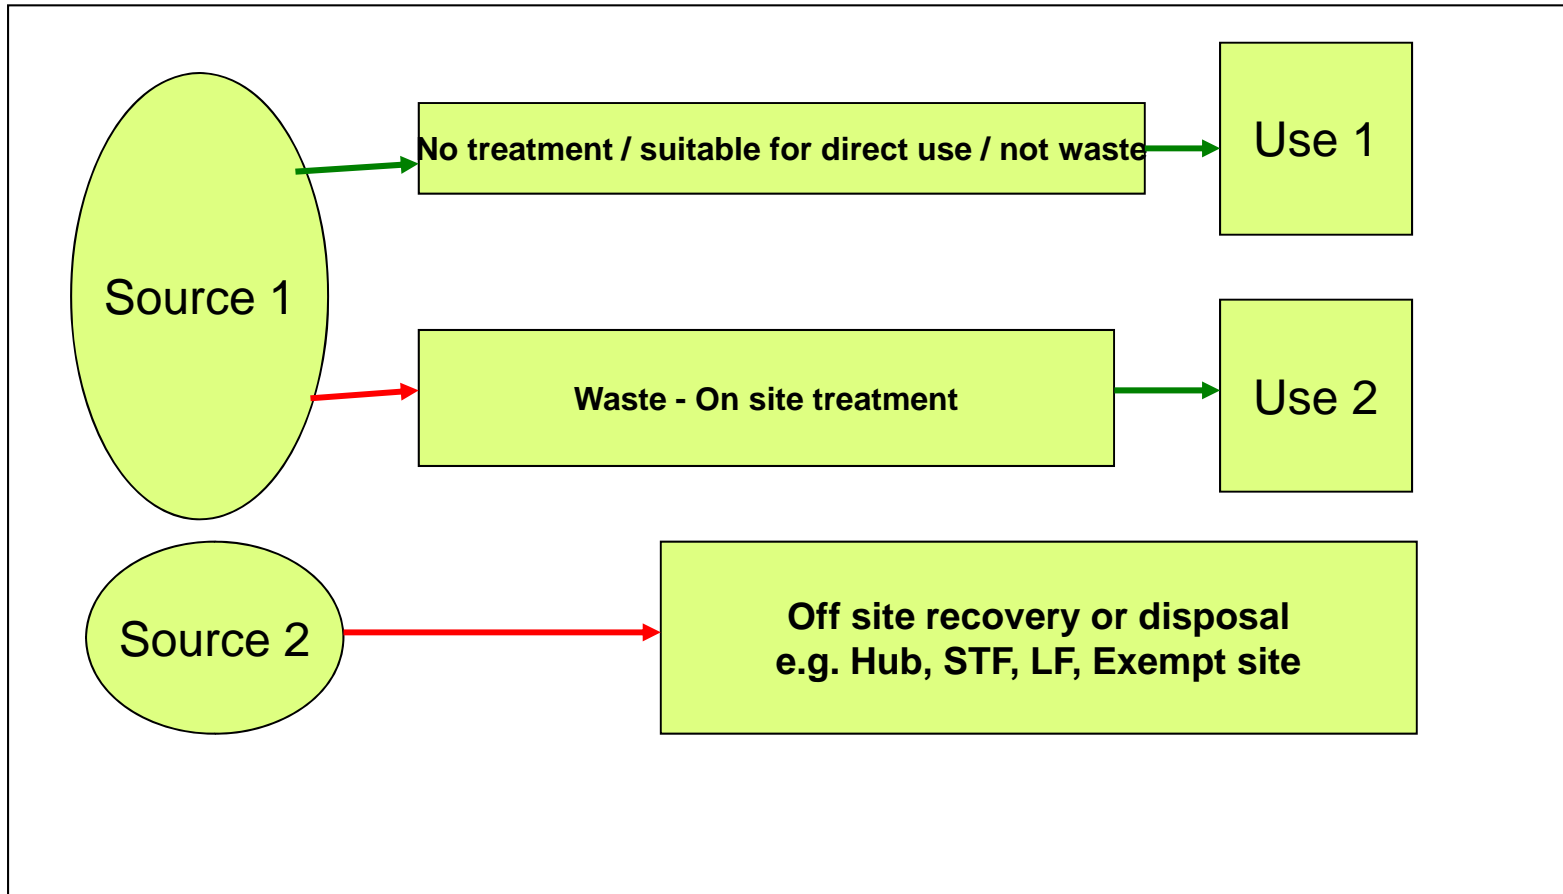 No treatment / suitable for direct use / not waste
Use 1
Source 1
Waste - On site treatment
Use 2
Source 2
Off site recovery or disposal
e.g. Hub, STF, LF, Exempt site